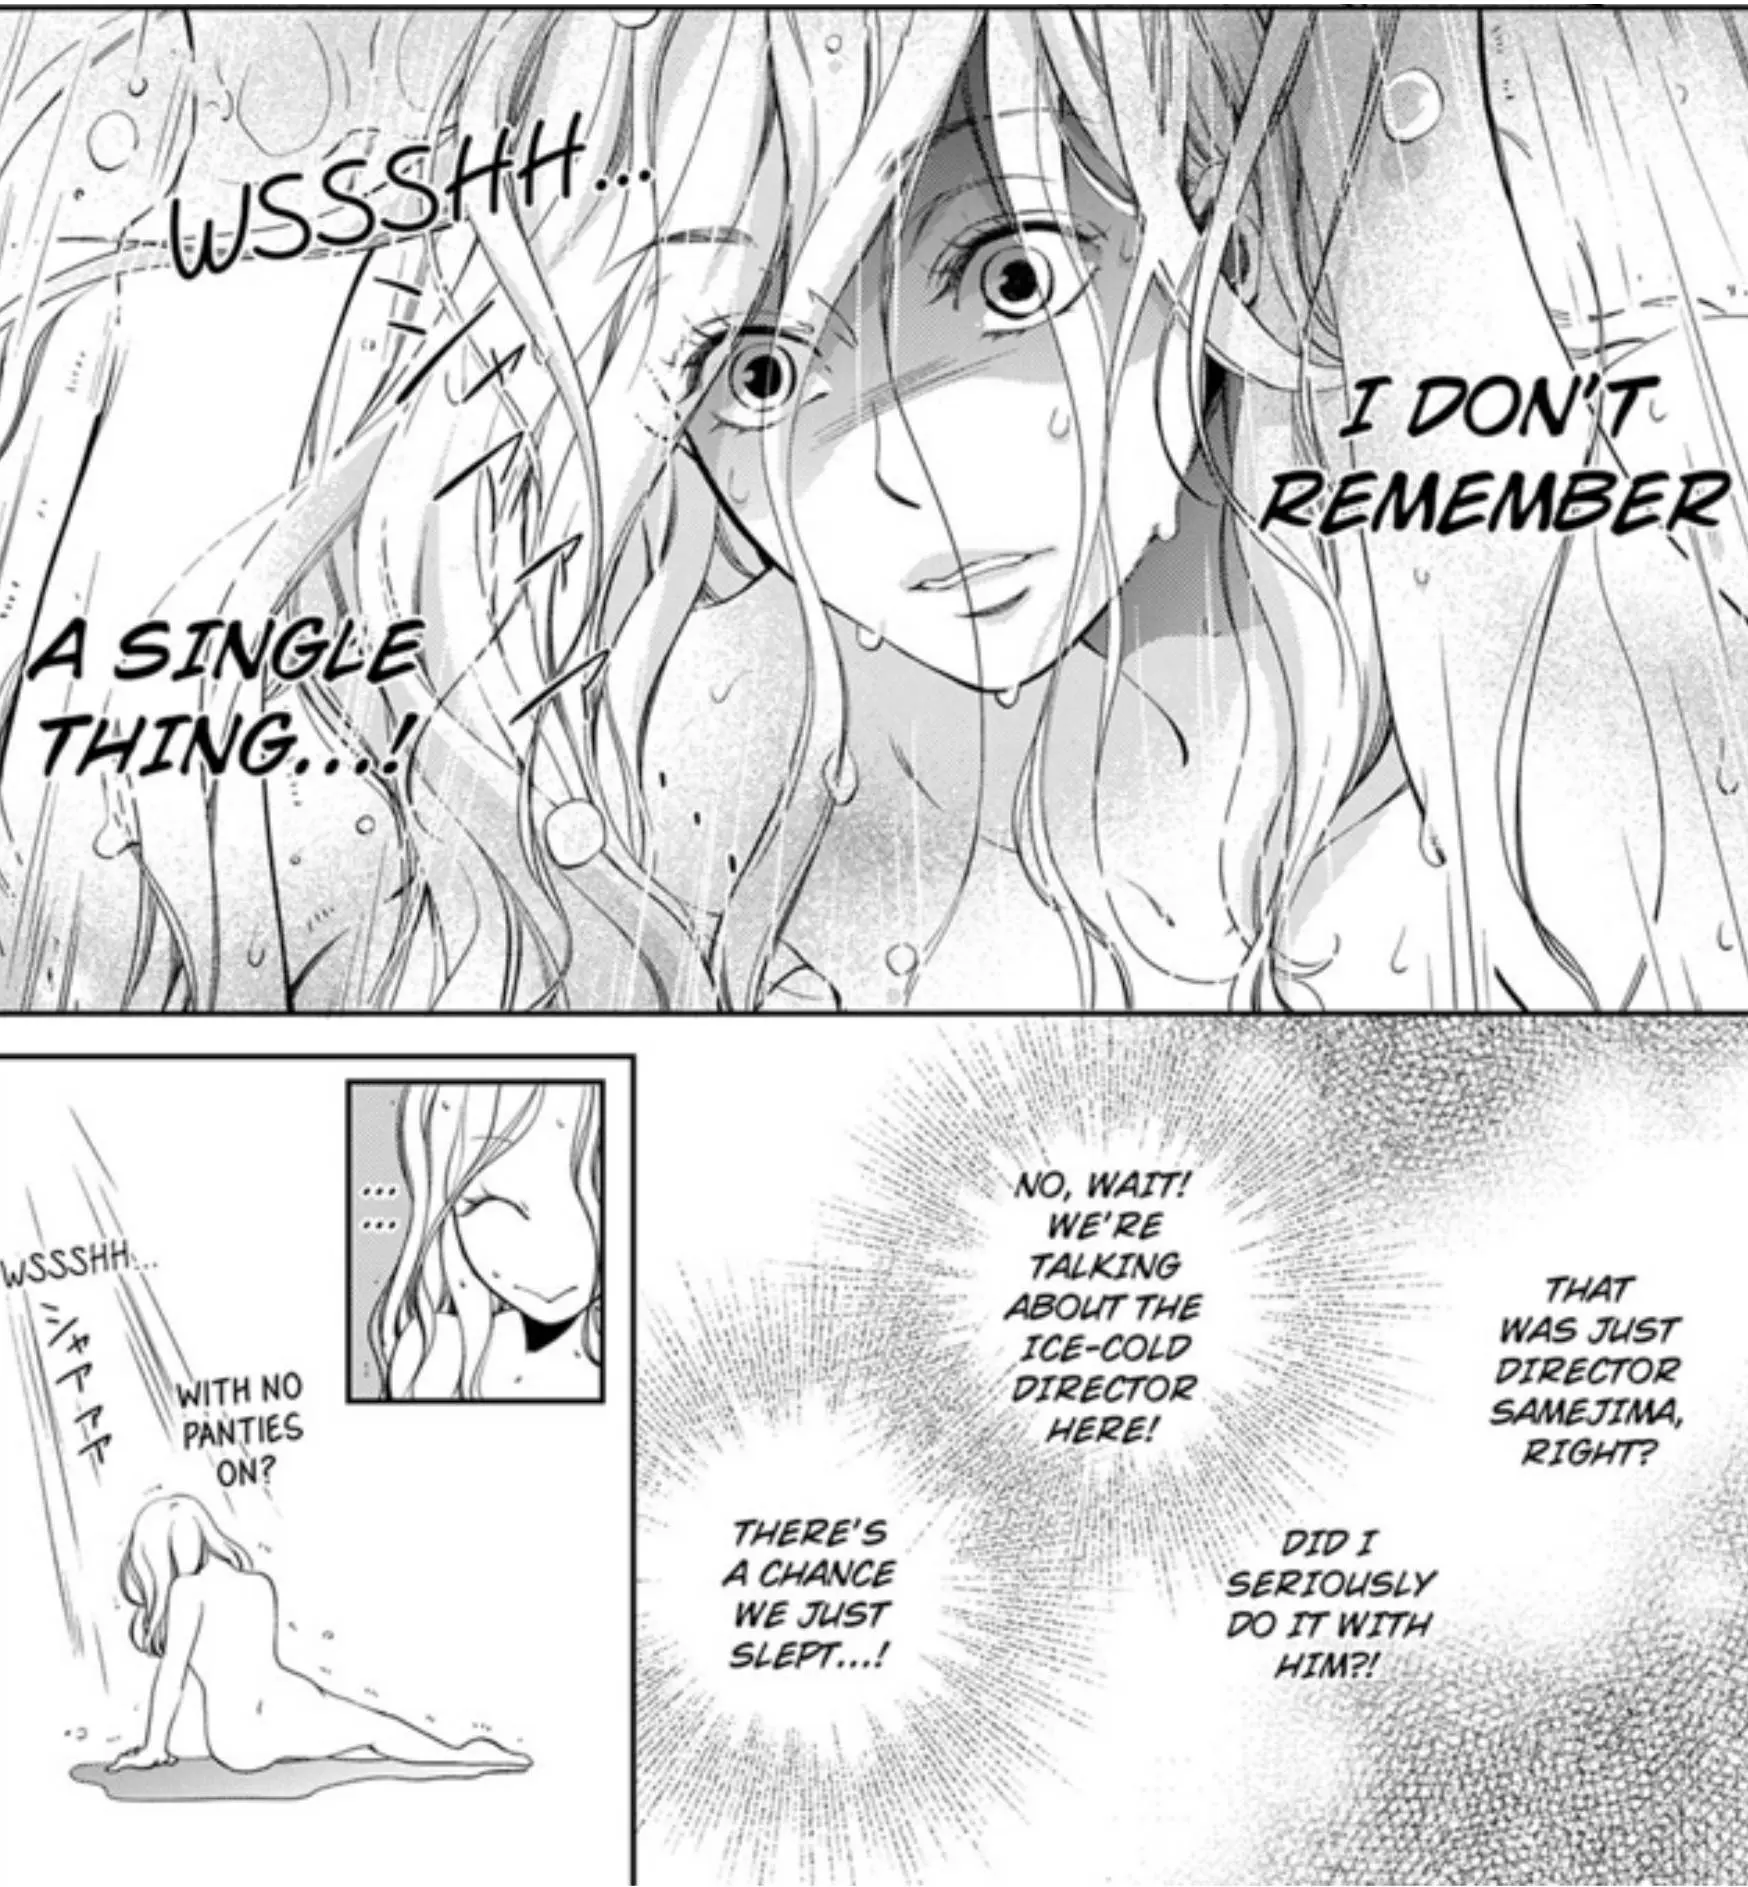 WSSSHH...
I DON'T
REMEMBER
A SINGLE
THING...!
THAT
WAS JUST
DIRECTOR
SAMEJIMA,
RIGHT?
DID I
SERIOUSLY
DO IT WITH
HIM?!
NO, WAIT!
WE'RE
TALKING
ABOUT THE
ICE-COLD
DIRECTOR
HERE!
THERE'S
A CHANCE
WE JUST
SLEPT...!
...
...
WITH NO
PANTIES
ON?
WSSSHH...
シャアアア